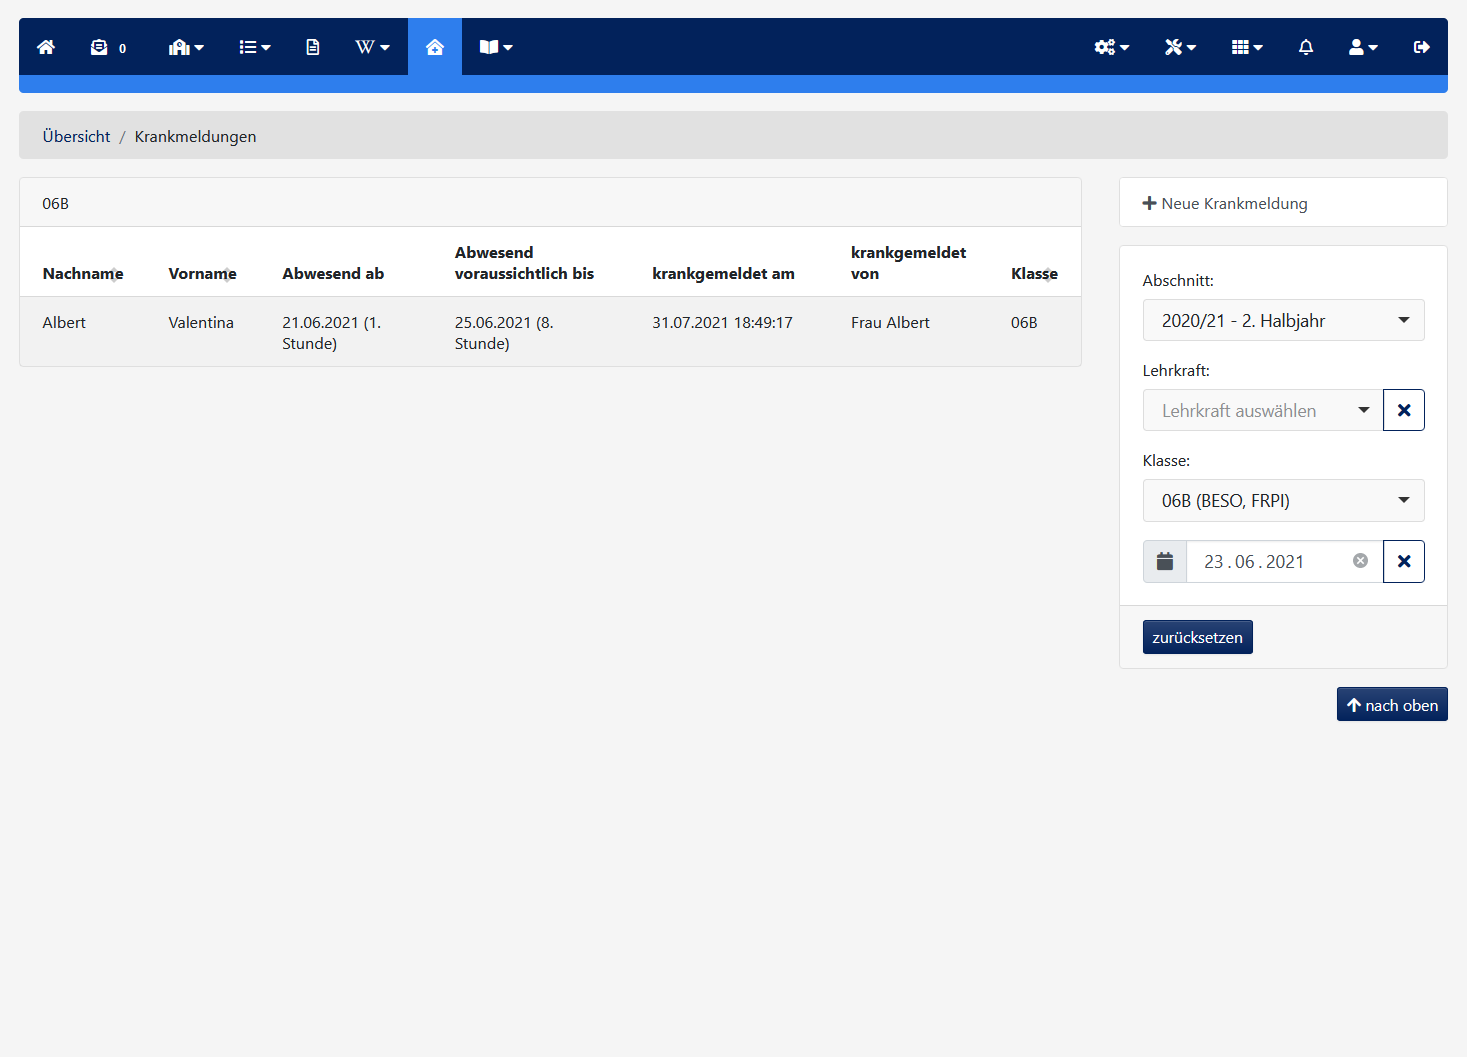 0
Übersicht / Krankmeldungen
06B
Nachname Vorname Abwesend ab Abwesend voraussichtlich bis krankgemeldet am krankgemeldet von Klasse
Albert Valentina 21.06.2021 (1. Stunde) 25.06.2021 (8. Stunde) 31.07.2021 18:49:17 Frau Albert 06B
Neue Krankmeldung
Abschnitt:
2020/21 - 2. Halbjahr
Lehrkraft:
Lehrkraft auswählen
Klasse:
06B (BESO, FRPI)
23.06.2021
zurücksetzen
nach oben